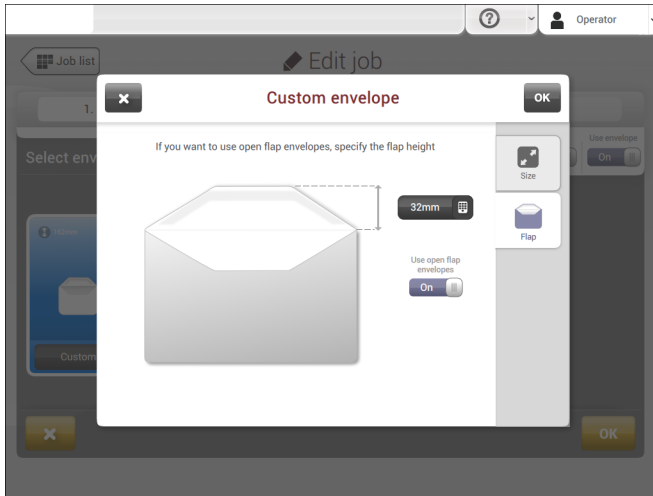 ?
Operator
Job list
Edit job
Custom envelope
OK
1.
If you want to use open flap envelopes, specify the flap height
Use envelope
On
Select env
Size
32mm
Flap
Use open flap
envelopes
On
Custom
OK